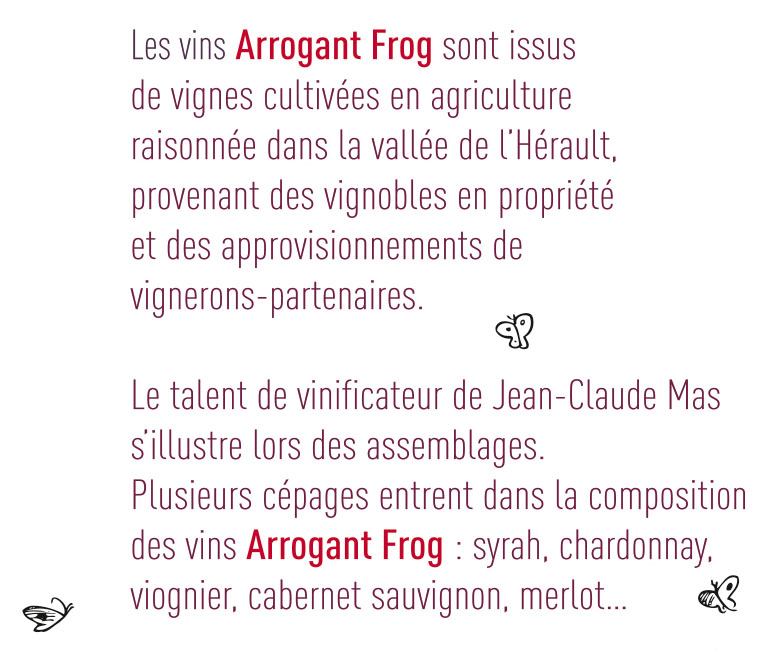 Les vins Arrogant Frog sont issus
de vignes cultivées en agriculture
raisonnée dans la vallée de l'Hérault,
provenant des vignobles en propriété
et des approvisionnements de
vignerons-partenaires.
Le talent de vinificateur de Jean-Claude Mas
s'illustre lors des assemblages.
Plusieurs cépages entrent dans la composition
des vins Arrogant Frog : syrah, chardonnay,
viognier, cabernet sauvignon, merlot...